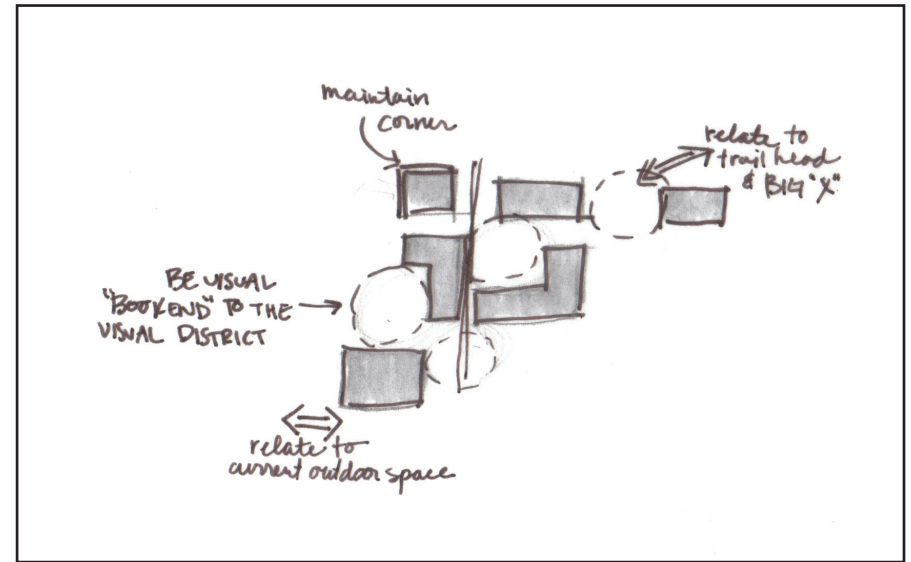 maintain
corner
relate to
trail head
& BIG "X"
BE VISUAL
"BOOKEND" TO THE
VISUAL DISTRICT
relate to
current outdoor space